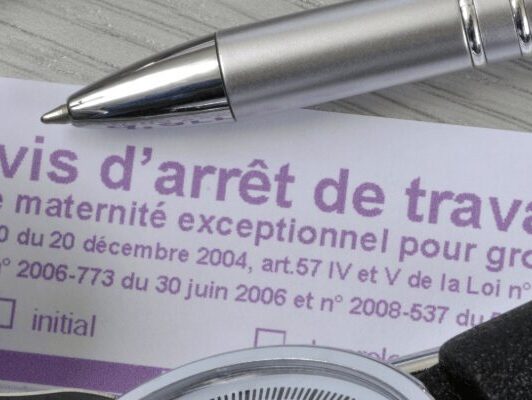 vis d'arrêt de trava
maternité exceptionnel pour gro
0 du 20 décembre 2004, art.57 IV et V de la Loi n°
n° 2006-773 du 30 juin 2006 et n° 2008-537 du
initial